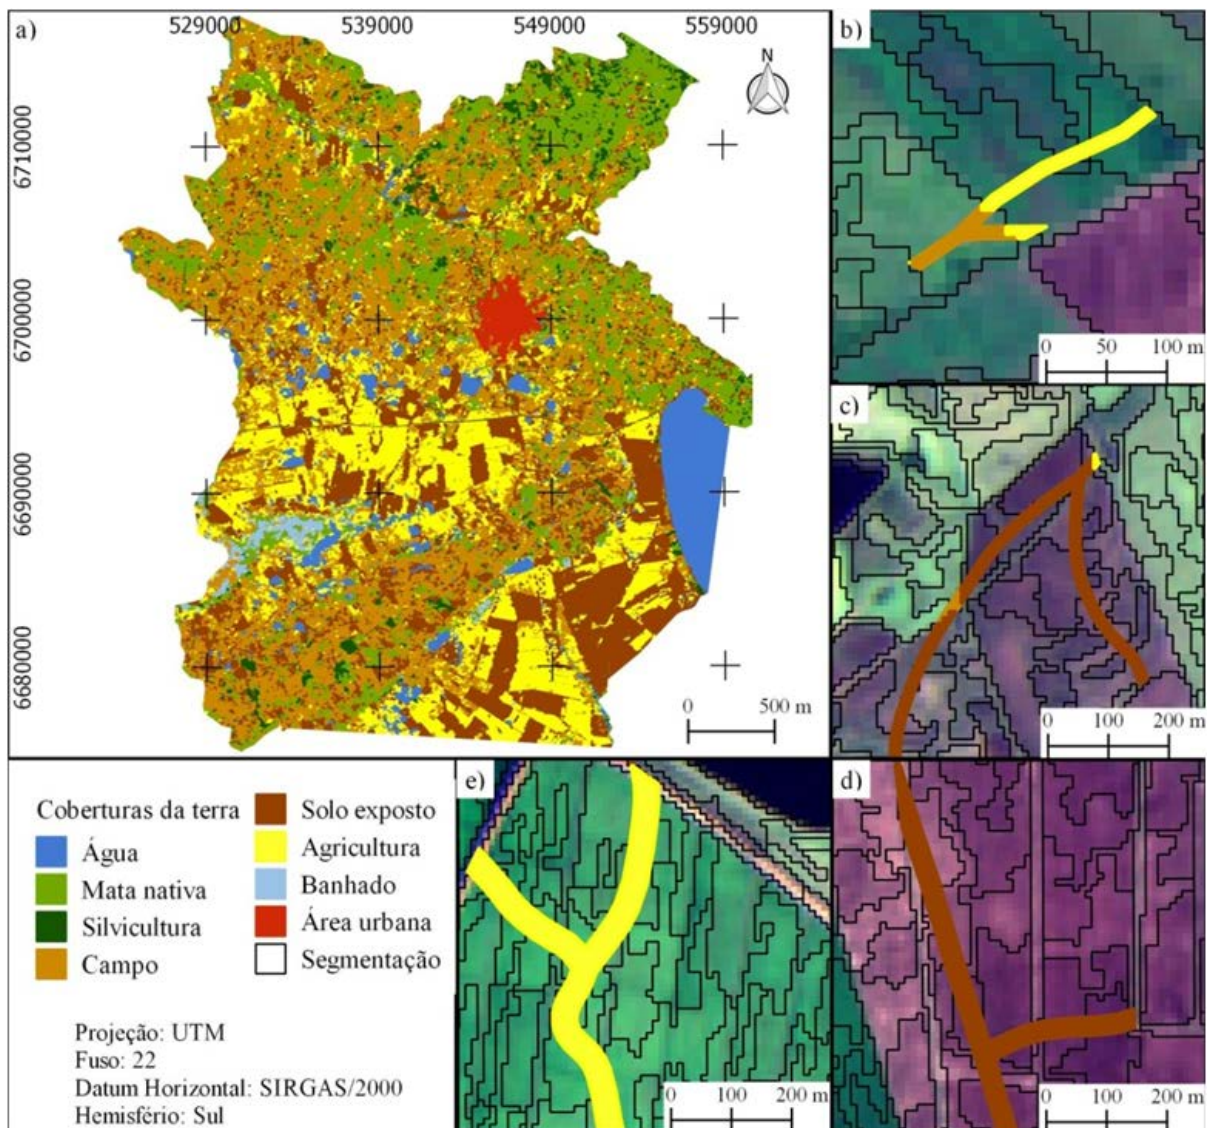 a)
529000 539000 549000 559000
N
6710000
6700000
6690000
6680000
0 500 m
b)
0 50 100 m
c)
0 100 200 m
Coberturas da terra
Água
Mata nativa
Silvicultura
Campo
Solo exposto
Agricultura
Banhado
Área urbana
Segmentação
Projeção: UTM
Fuso: 22
Datum Horizontal: SIRGAS/2000
Hemisfério: Sul
e)
0 100 200 m
d)
0 100 200 m